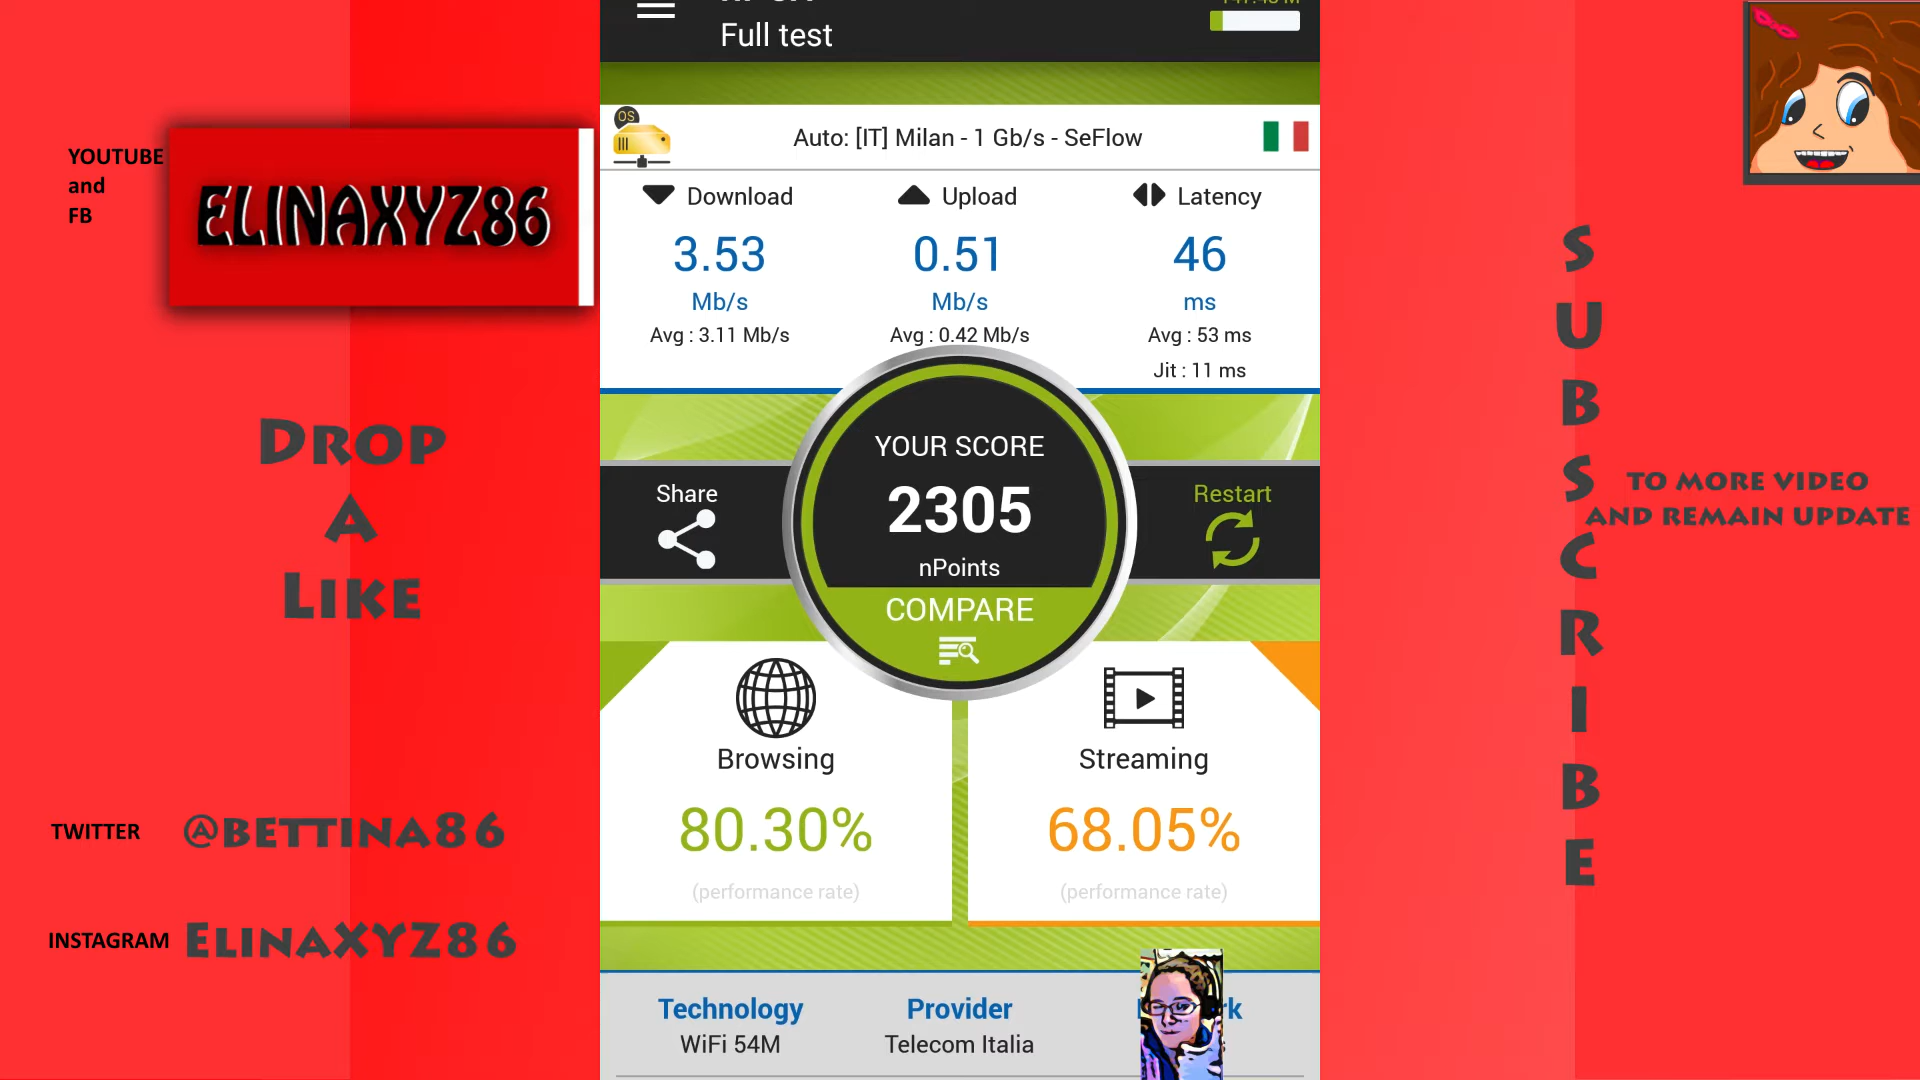 Full test
YOUTUBE
and
FB
ELINAXYZ86
OS
Auto: [IT] Milan - 1 Gb/s - SeFlow
Download
Upload
Latency
3.53
0.51
46
Mb/s
Mb/s
ms
Avg : 3.11 Mb/s
Avg : 0.42 Mb/s
Avg : 53 ms
Jit : 11 ms
DROP
A
LIKE
YOUR SCORE
2305
nPoints
COMPARE
Share
Restart
Browsing
Streaming
80.30%
68.05%
(performance rate)
(performance rate)
TWITTER
@BETTINA86
INSTAGRAM
ELINAXYZ86
Technology
Provider
WiFi 54M
Telecom Italia
SUBSCRIBE
TO MORE VIDEO
AND REMAIN UPDATE